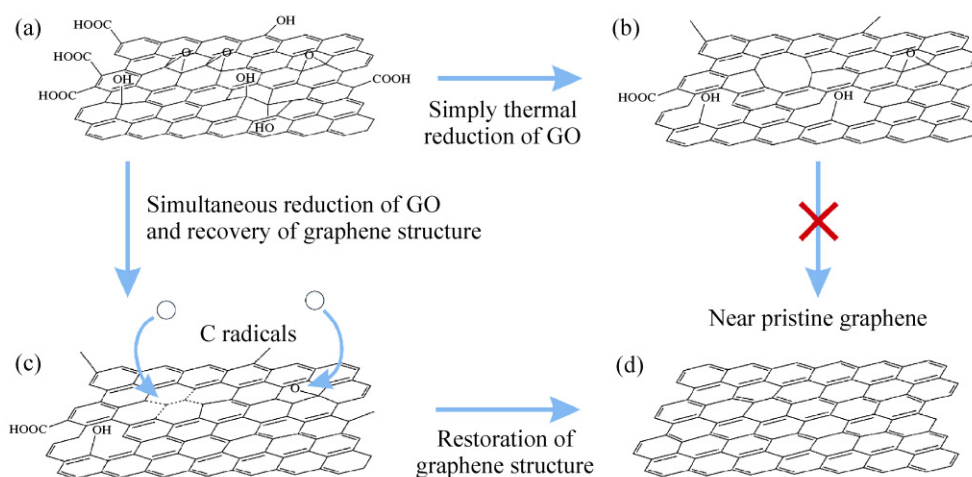 (a)
HOOC
OH
O
O
O
HOOC
HOOC
OH
OH
COOH
HO
Simply thermal
reduction of GO
(b)
O
HOOC
OH
OH
Simultaneous reduction of GO
and recovery of graphene structure
C radicals
Near pristine graphene
(c)
O
HOOC
OH
Restoration of
graphene structure
(d)